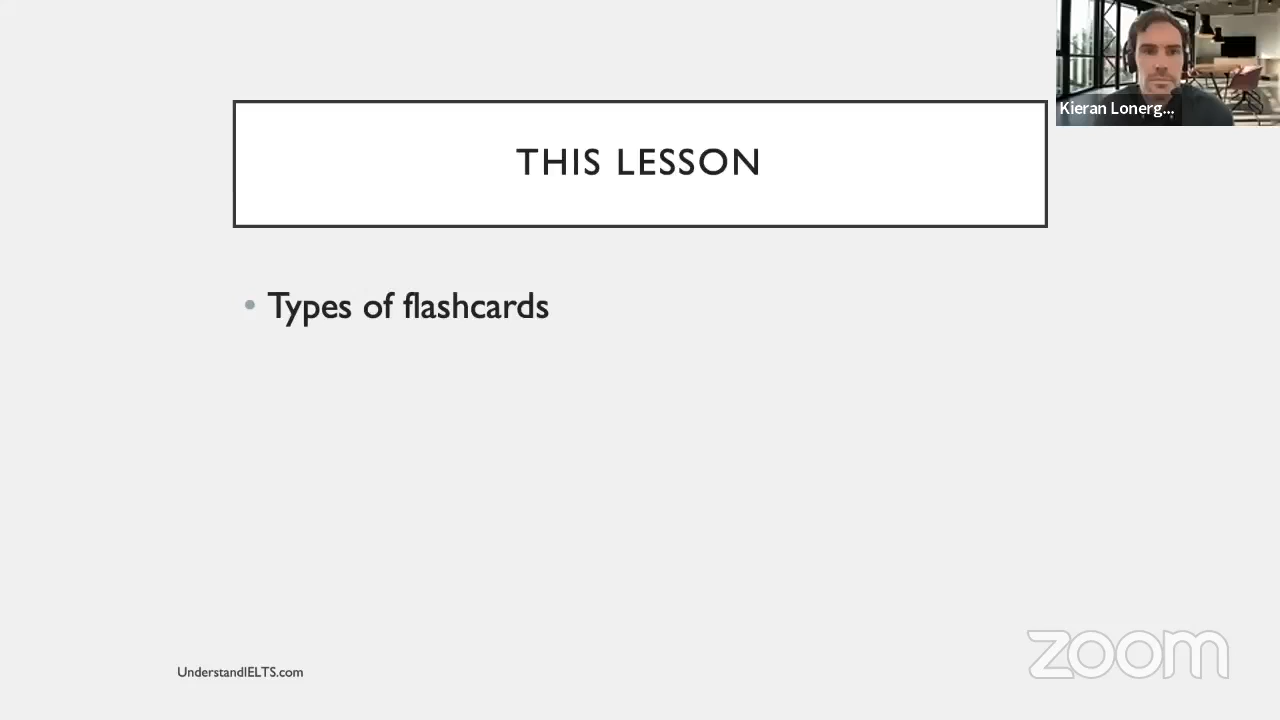 Kieran Lonerg...
THIS LESSON
• Types of flashcards
UnderstandIELTS.com
zoom